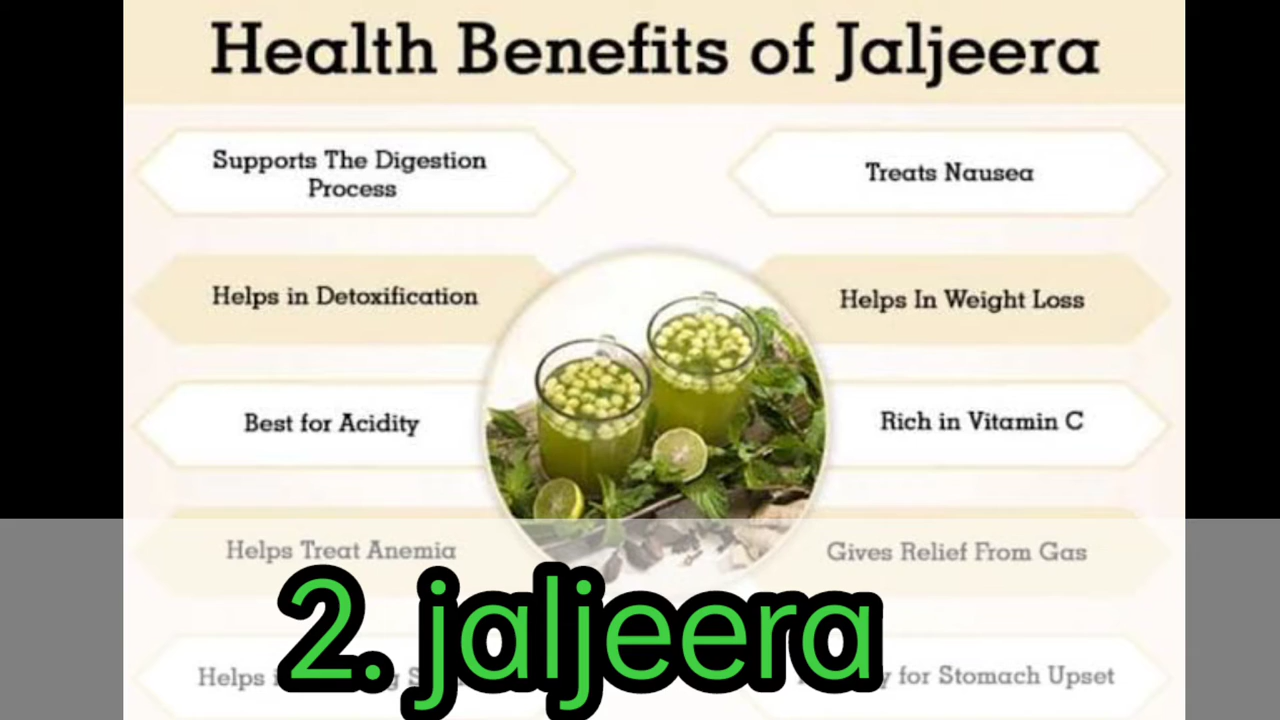 Health Benefits of Jaljeera
Supports The Digestion
Process
Treats Nausea
Helps in Detoxification
Helps In Weight Loss
Best for Acidity
Rich in Vitamin C
Helps Treat Anemia
Gives Relief From Gas
2. jaljeera
Helps
for Stomach Upset